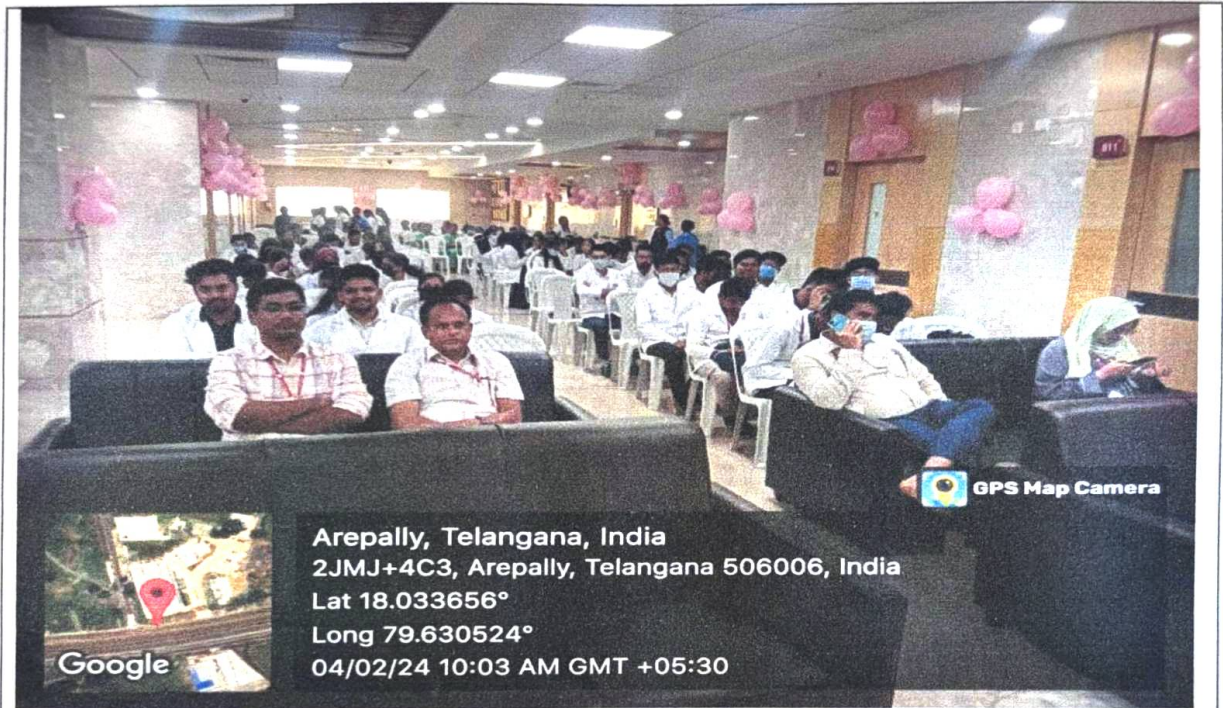 GPS Map Camera
Arepally, Telangana, India
2JMJ+4C3, Arepally, Telangana 506006, India
Lat 18.033656°
Long 79.630524°
04/02/24 10:03 AM GMT +05:30
Google